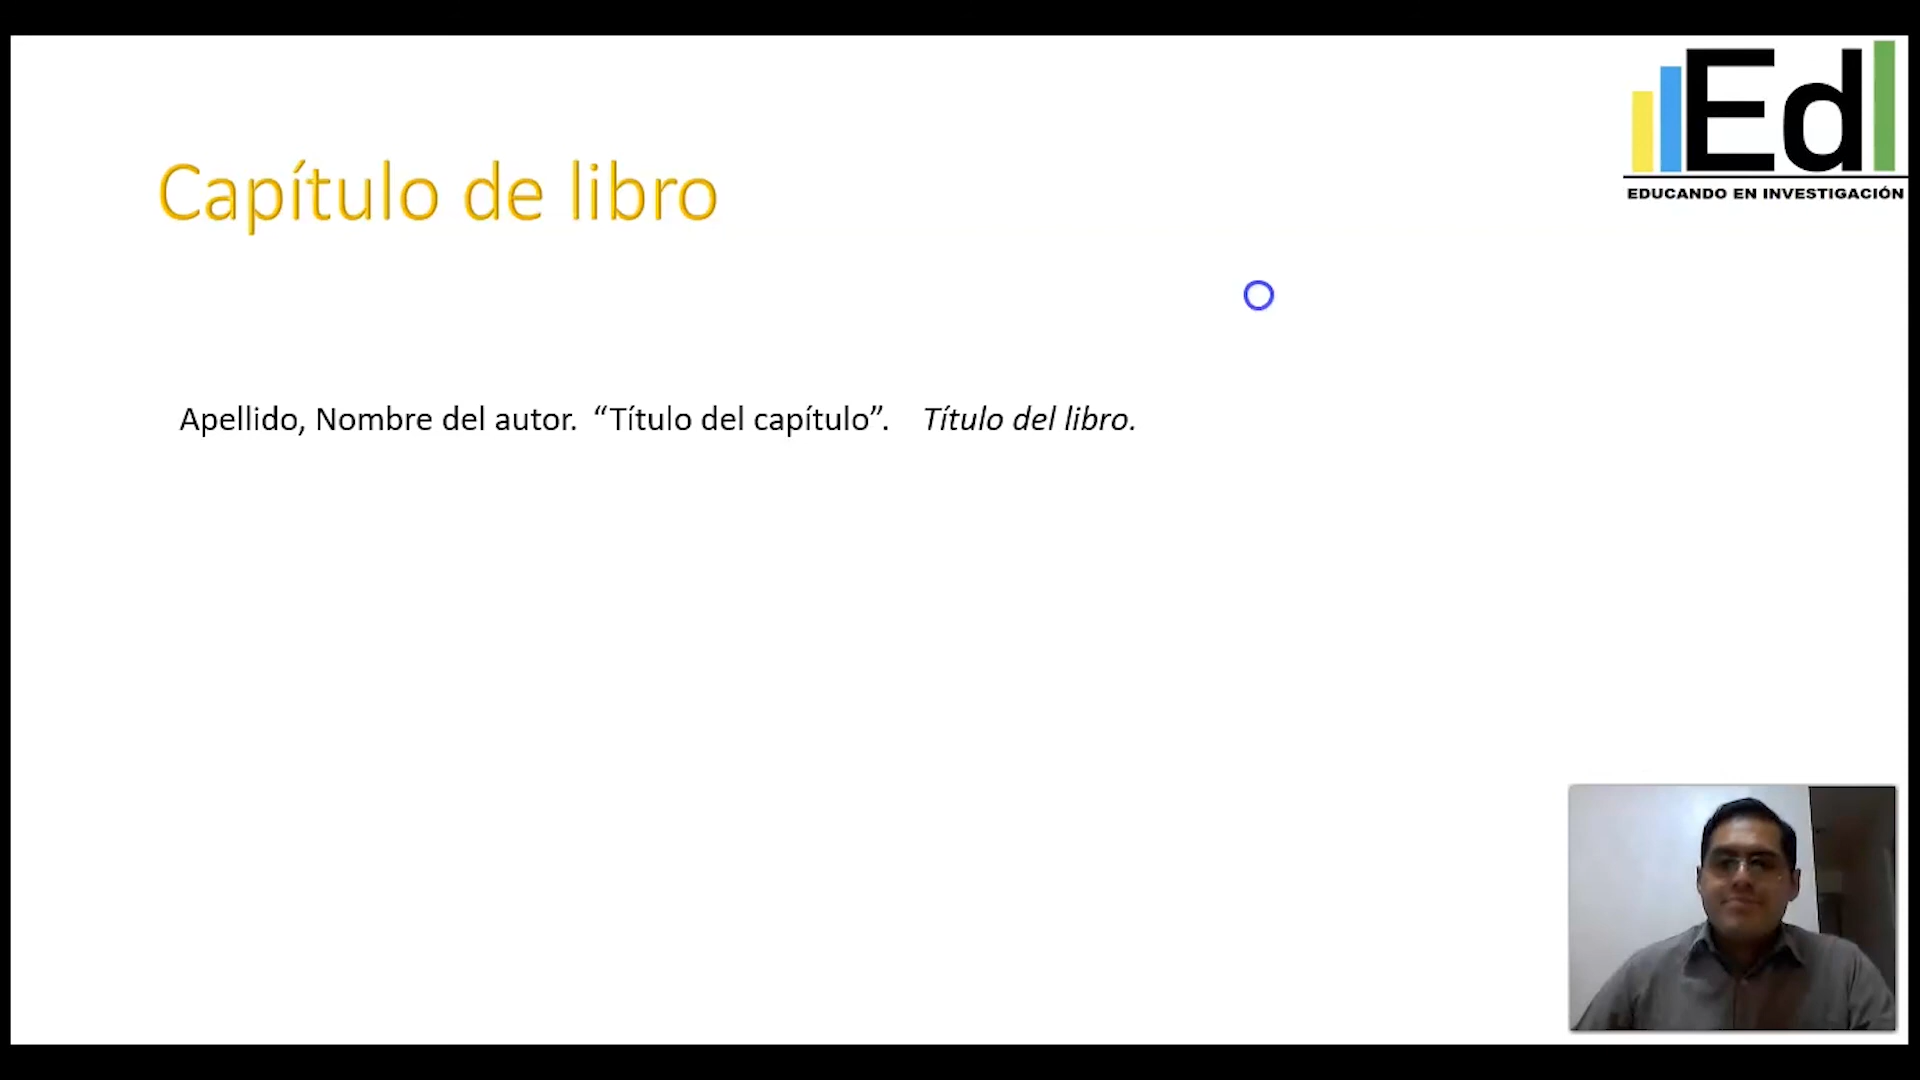 Ed
EDUCANDO EN INVESTIGACIÓN
Capítulo de libro
Apellido, Nombre del autor. “Título del capítulo”. Título del libro.